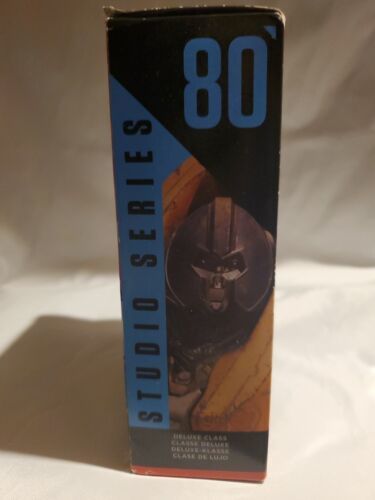 80
STUDIO SERIES
DELUXE CLASS
CLASSE DELUXE
DELUXE-KLASSE
CLASE DE LUJO